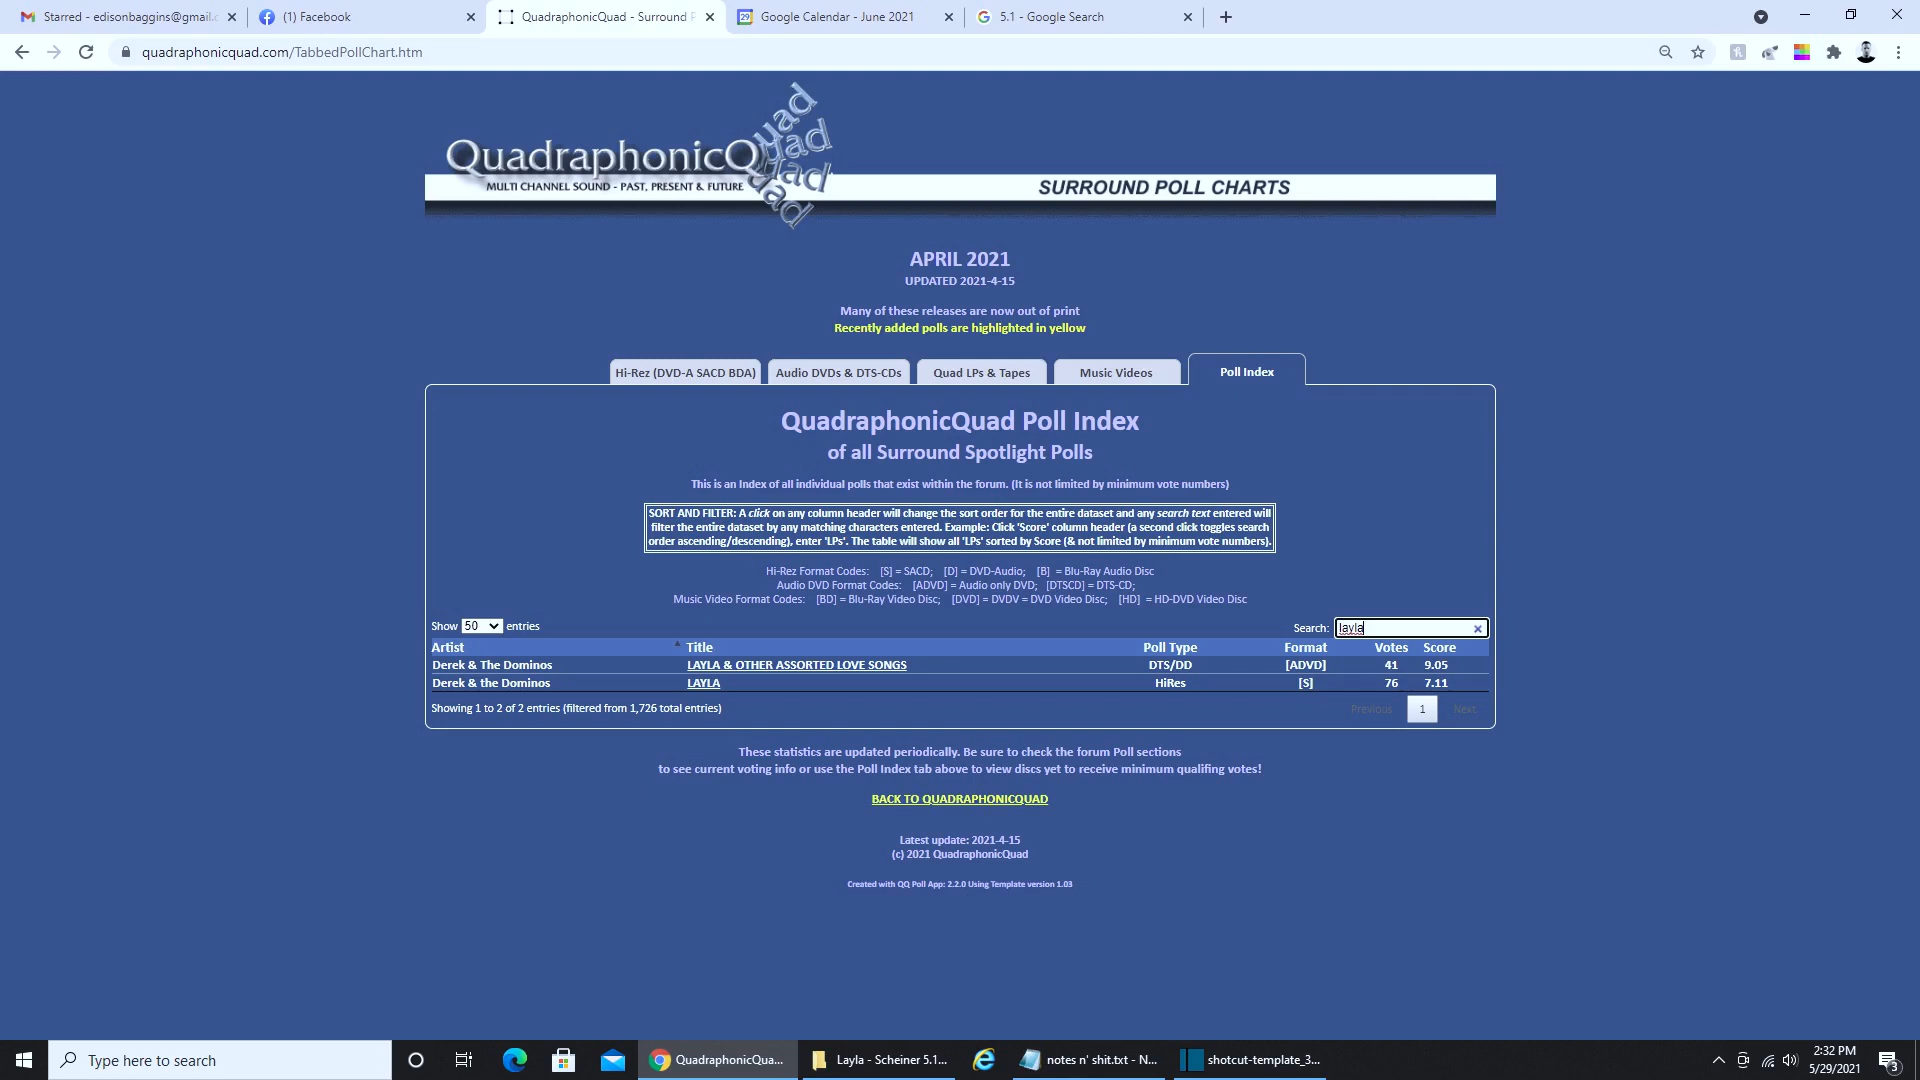 Starred - edisonbaggins@gmail.c
(1) Facebook
QuadraphonicQuad - Surround P
Google Calendar - June 2021
5.1 - Google Search
quadraphonicquad.com/TabbedPollChart.htm
QuadraphonicQuad
uad
uad
uad
MULTI CHANNEL SOUND - PAST, PRESENT & FUTURE
SURROUND POLL CHARTS
APRIL 2021
UPDATED 2021-4-15
Many of these releases are now out of print
Recently added polls are highlighted in yellow
Hi-Rez (DVD-A SACD BDA)
Audio DVDs & DTS-CDs
Quad LPs & Tapes
Music Videos
Poll Index
QuadraphonicQuad Poll Index
of all Surround Spotlight Polls
This is an Index of all individual polls that exist within the forum. (It is not limited by minimum vote numbers)
SORT AND FILTER: A click on any column header will change the sort order for the entire dataset and any search text entered will
filter the entire dataset by any matching characters entered. Example: Click 'Score' column header (a second click toggles search
order ascending/descending), enter 'LPs'. The table will show all 'LPs' sorted by Score (& not limited by minimum vote numbers).
Hi-Rez Format Codes: [S] = SACD; [D] = DVD-Audio; [B] = Blu-Ray Audio Disc
Audio DVD Format Codes: [ADVD] = Audio only DVD; [DTSCD] = DTS-CD;
Music Video Format Codes: [BD] = Blu-Ray Video Disc; [DVD] = DVDV = DVD Video Disc; [HD] = HD-DVD Video Disc
Show 50 entries
Search: layla
Artist Title Poll Type Format Votes Score
Derek & The Dominos LAYLA & OTHER ASSORTED LOVE SONGS DTS/DD [ADVD] 41 9.05
Derek & the Dominos LAYLA HiRes [S] 76 7.11
Showing 1 to 2 of 2 entries (filtered from 1,726 total entries)
Previous 1 Next
These statistics are updated periodically. Be sure to check the forum Poll sections
to see current voting info or use the Poll Index tab above to view discs yet to receive minimum qualifing votes!
BACK TO QUADRAPHONICQUAD
Latest update: 2021-4-15
(c) 2021 QuadraphonicQuad
Created with QQ Poll App: 2.2.0 Using Template version 1.03
Type here to search
QuadraphonicQua...
Layla - Scheiner 5.1...
notes n' shit.txt - N...
shotcut-template_3...
2:32 PM
5/29/2021
3